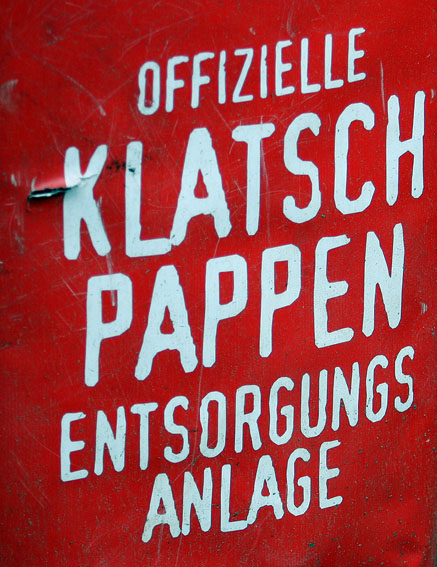 OFFIZIELLE
KLATSCH
PAPPEN
ENTSORGUNGS
ANLAGE